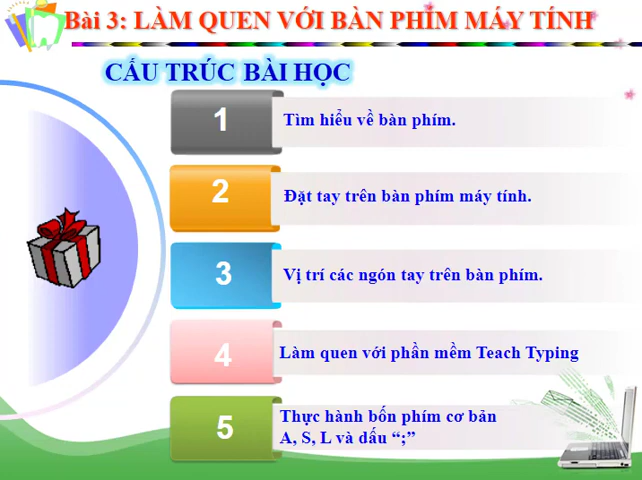 Bài 3: LÀM QUEN VỚI BÀN PHÍM MÁY TÍNH
CẤU TRÚC BÀI HỌC
1
Tìm hiểu về bàn phím.
2
Đặt tay trên bàn phím máy tính.
3
Vị trí các ngón tay trên bàn phím.
4
Làm quen với phần mềm Teach Typing
5
Thực hành bốn phím cơ bản
A, S, L và dấu “;”